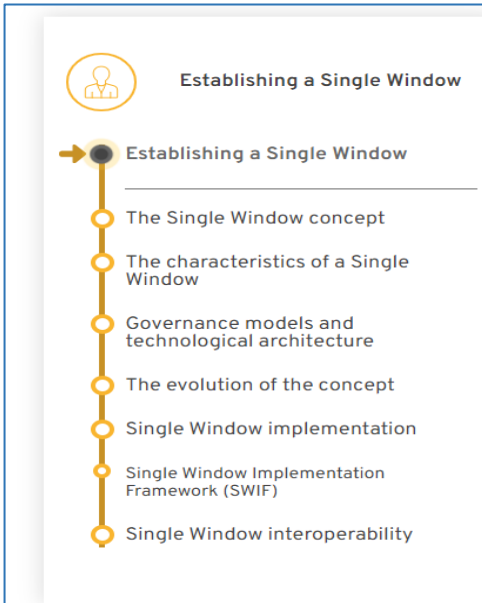 Establishing a Single Window
Establishing a Single Window
The Single Window concept
The characteristics of a Single
Window
Governance models and
technological architecture
The evolution of the concept
Single Window implementation
Single Window Implementation
Framework (SWIF)
Single Window interoperability